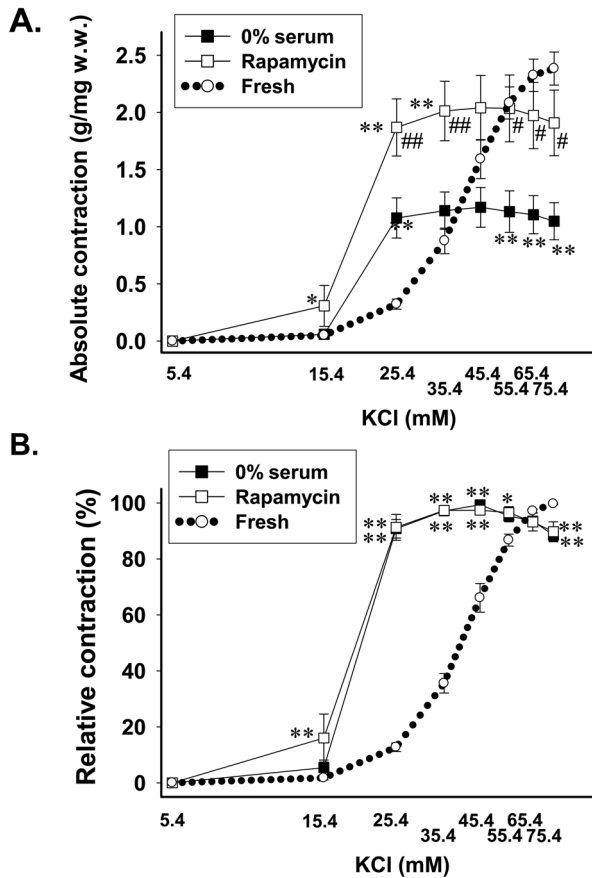 A.
0% serum
Rapamycin
Fresh
Absolute contraction (g/mg w.w.)
2.5
2.0
1.5
1.0
0.5
0.0
** ** ## ## # # #
*
** ** ** **
5.4 15.4 25.4 45.4 65.4
35.4 55.4 75.4
KCl (mM)
B.
0% serum
Rapamycin
Fresh
Relative contraction (%)
100
80
60
40
20
0
** ** ** * **
** ** ** **
**
5.4 15.4 25.4 45.4 65.4
35.4 55.4 75.4
KCl (mM)